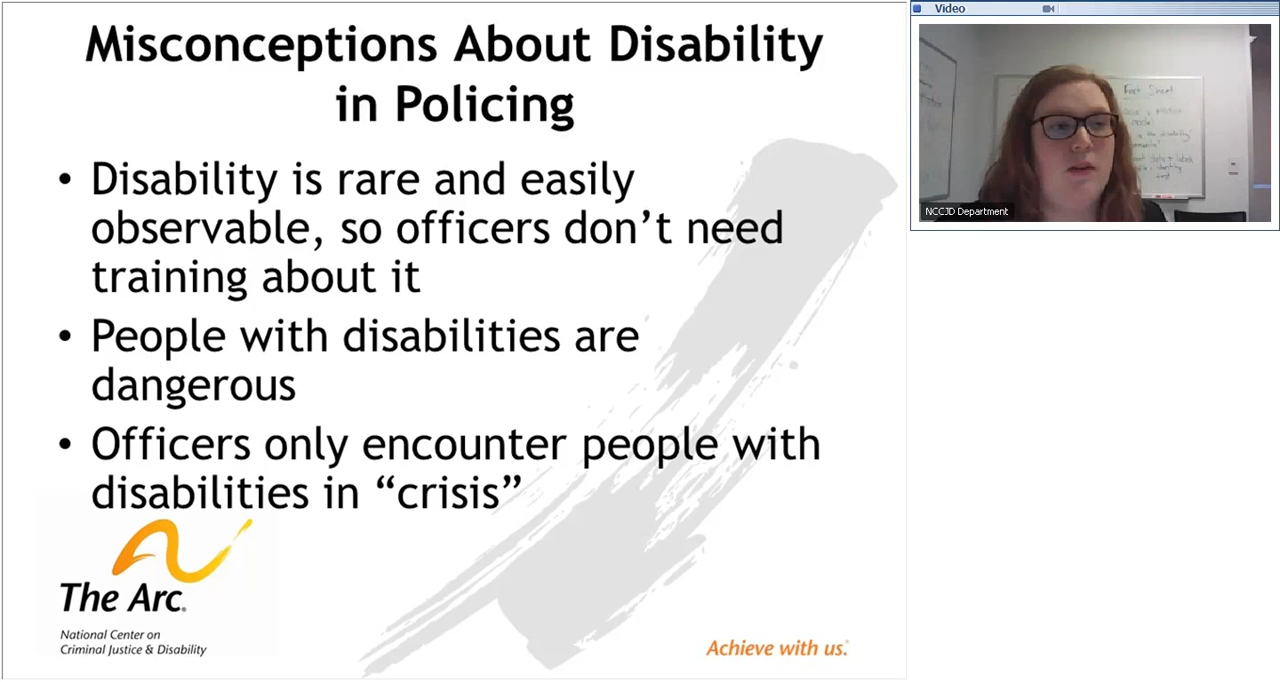 Misconceptions About Disability
in Policing
• Disability is rare and easily
observable, so officers don’t need
training about it
• People with disabilities are
dangerous
• Officers only encounter people with
disabilities in “crisis”
The Arc®
National Center on
Criminal Justice & Disability
Achieve with us.
Video
Fact Sheet
NCCJD Department